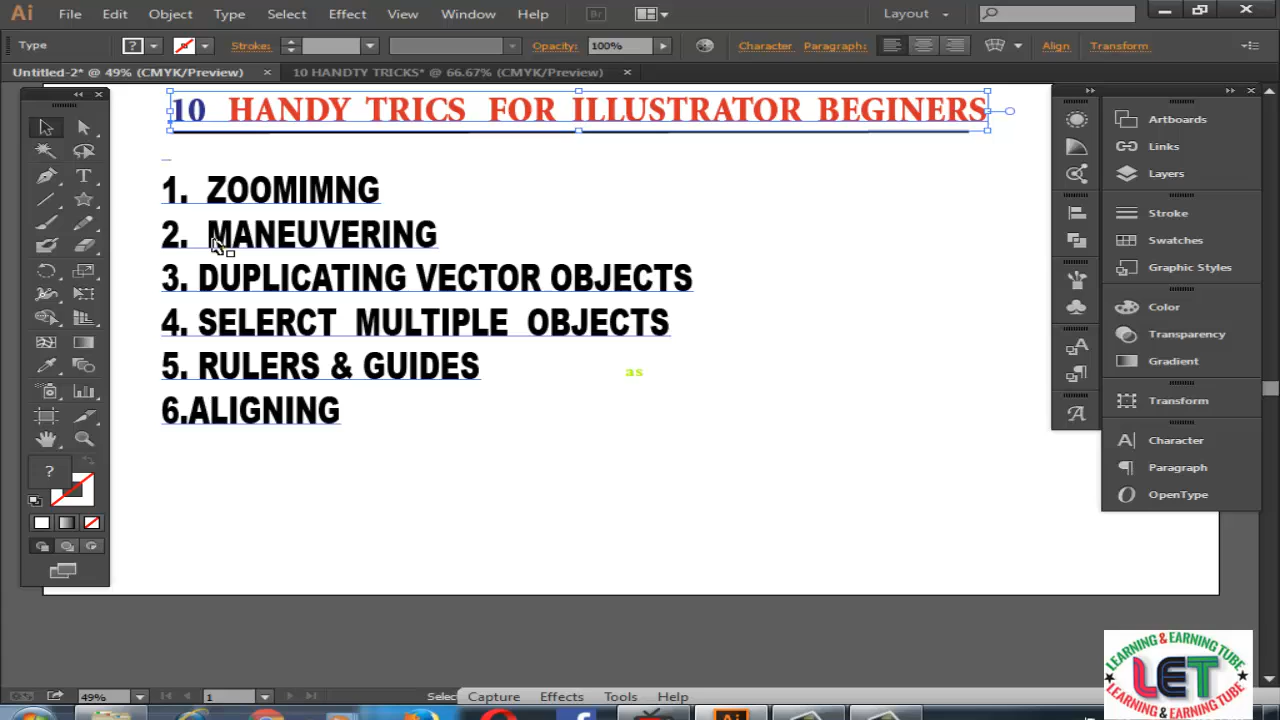 Ai File Edit Object Type Select Effect View Window Help Br Layout
Type ? Stroke: Opacity: 100% Character Paragraph: Align Transform
Untitled-2* @ 49% (CMYK/Preview) × 10 HANDTY TRICKS* @ 66.67% (CMYK/Preview) ×
10 HANDY TRICS FOR ILLUSTRATOR BEGINERS
1. ZOOMIMNG
2. MANEUVERING
3. DUPLICATING VECTOR OBJECTS
4. SELERCT MULTIPLE OBJECTS
5. RULERS & GUIDES
as
6.ALIGNING
Artboards
Links
Layers
Stroke
Swatches
Graphic Styles
Color
Transparency
Gradient
Transform
Character
Paragraph
OpenType
?
49% 1 Selec
Capture Effects Tools Help
LEARNING & EARNING TUBE
LET
LEARNING & EARNING TUBE